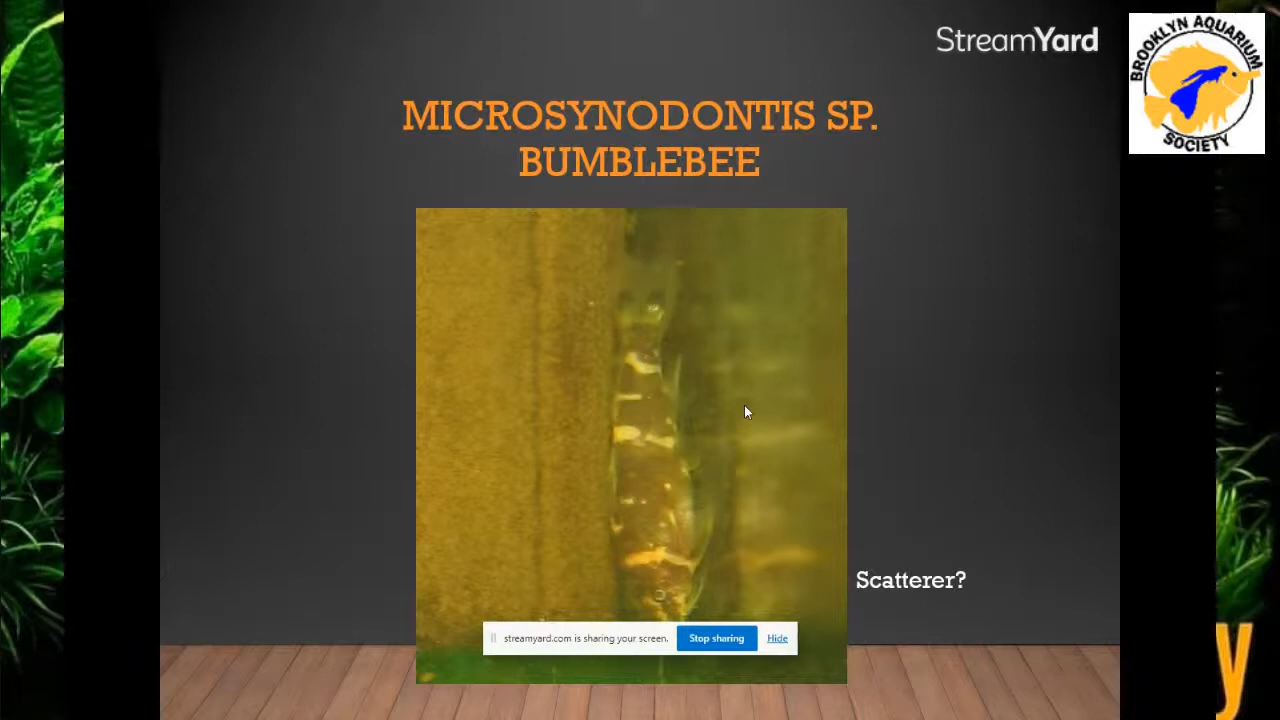 StreamYard
BROOKLYN AQUARIUM
SOCIETY
MICROSYNODONTIS SP.
BUMBLEBEE
Scatterer?
streamyard.com is sharing your screen.
Stop sharing
Hide
y